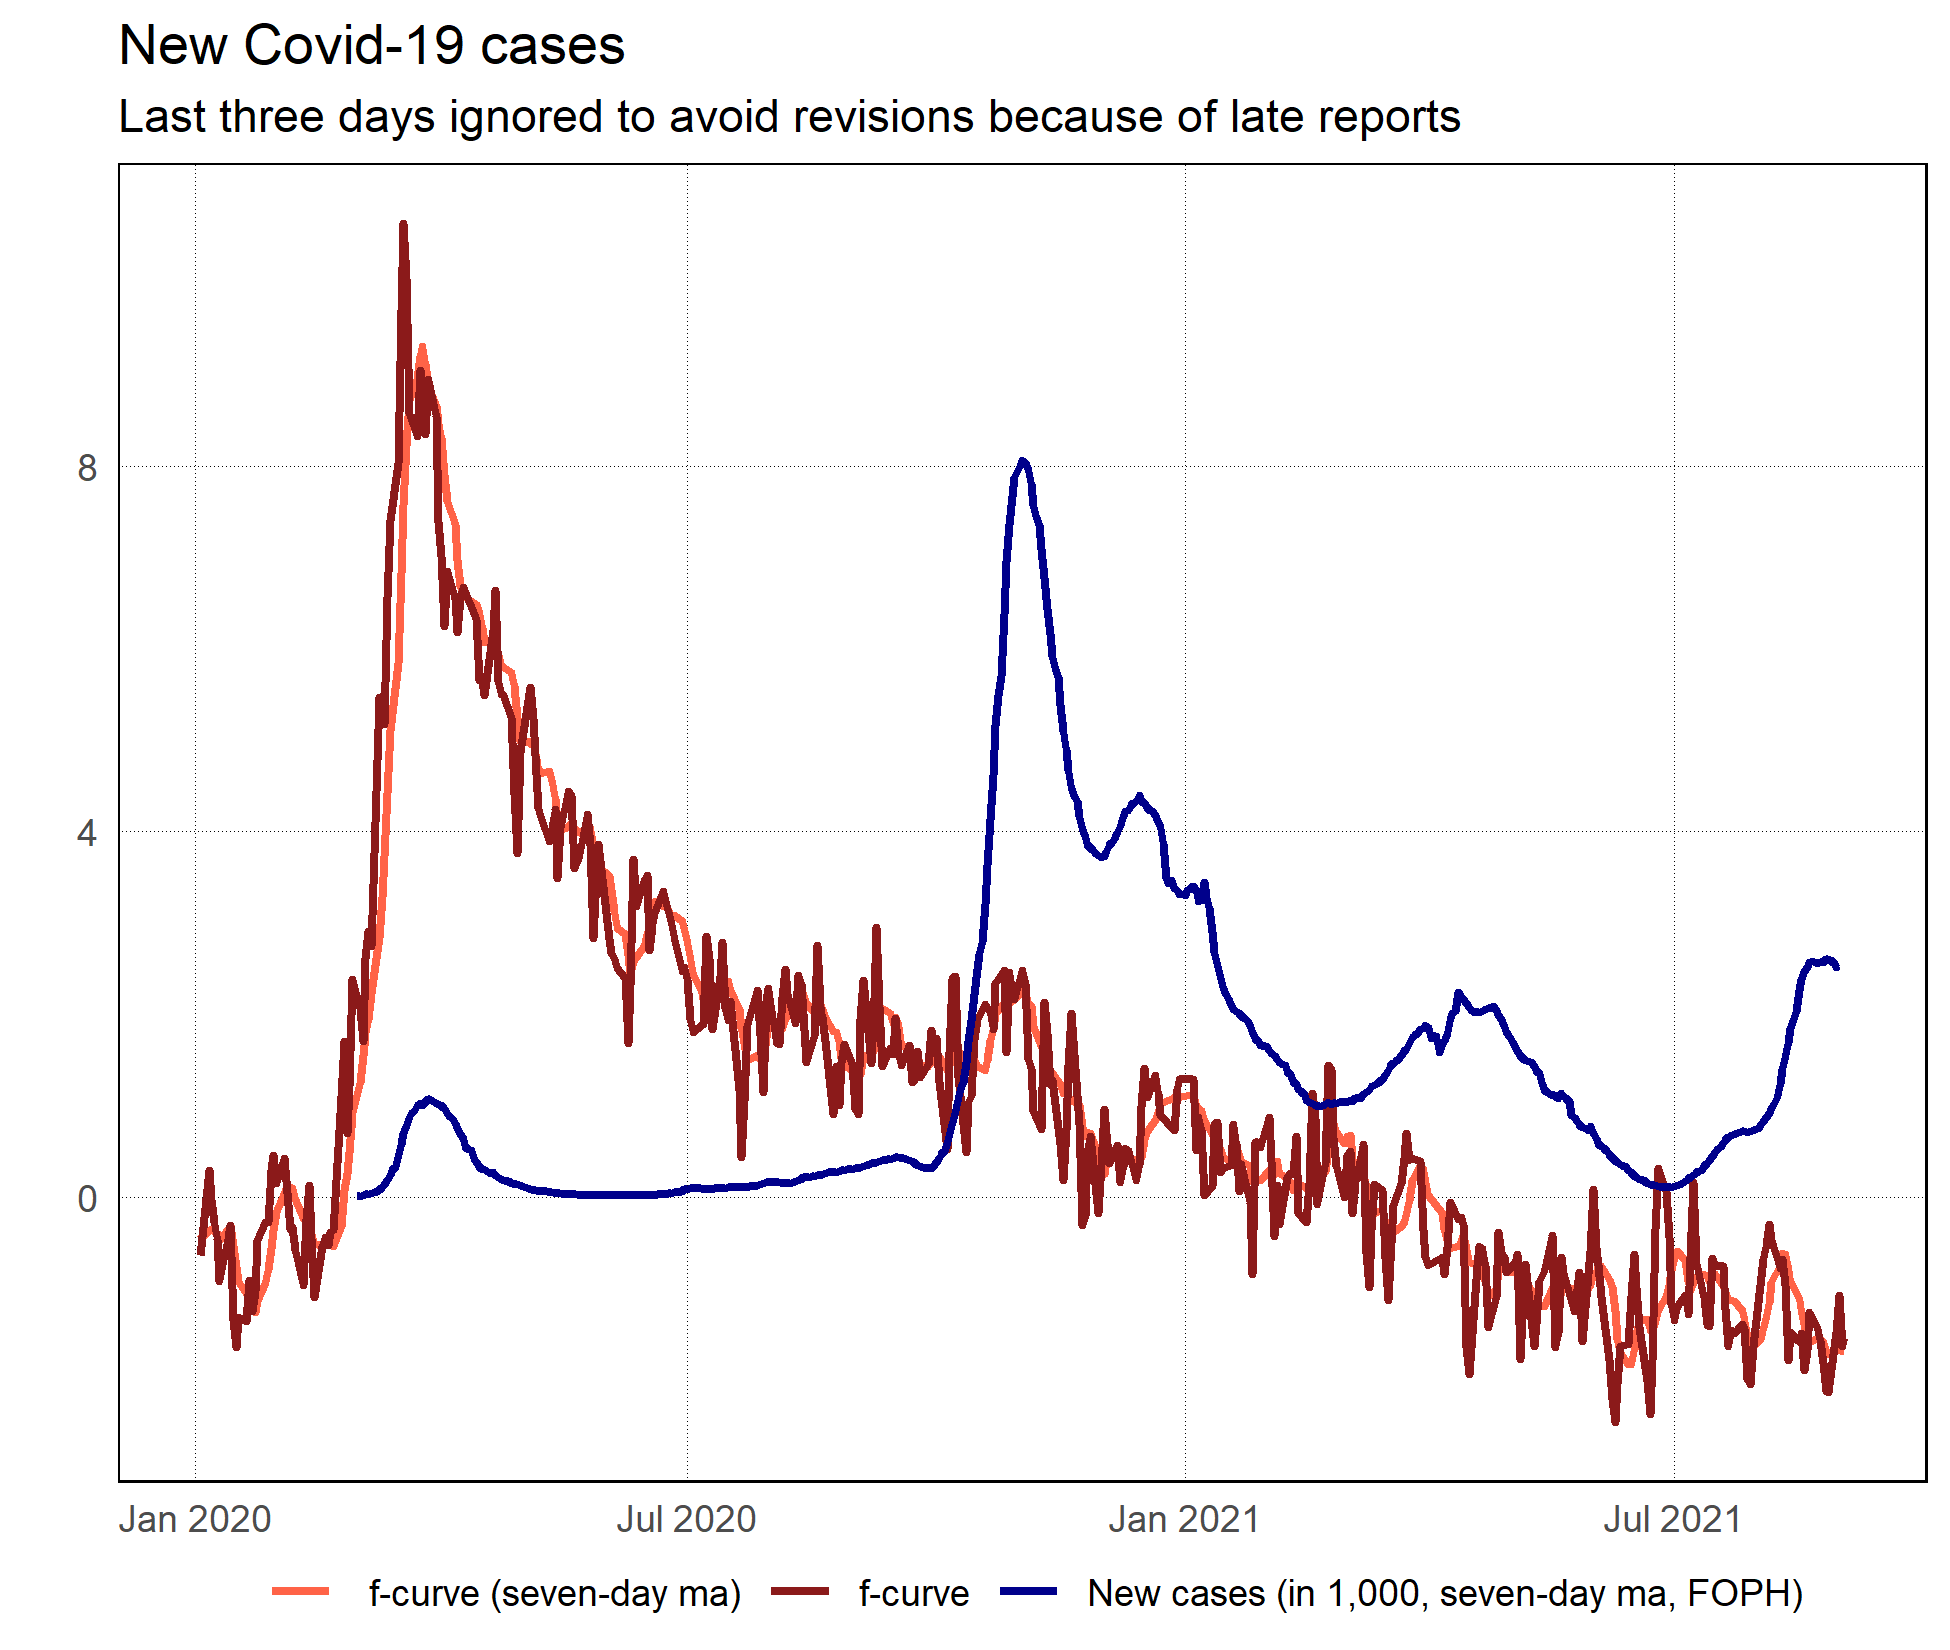 New Covid-19 cases
Last three days ignored to avoid revisions because of late reports
8
4
0
Jan 2020 Jul 2020 Jan 2021 Jul 2021
f-curve (seven-day ma) f-curve New cases (in 1,000, seven-day ma, FOPH)